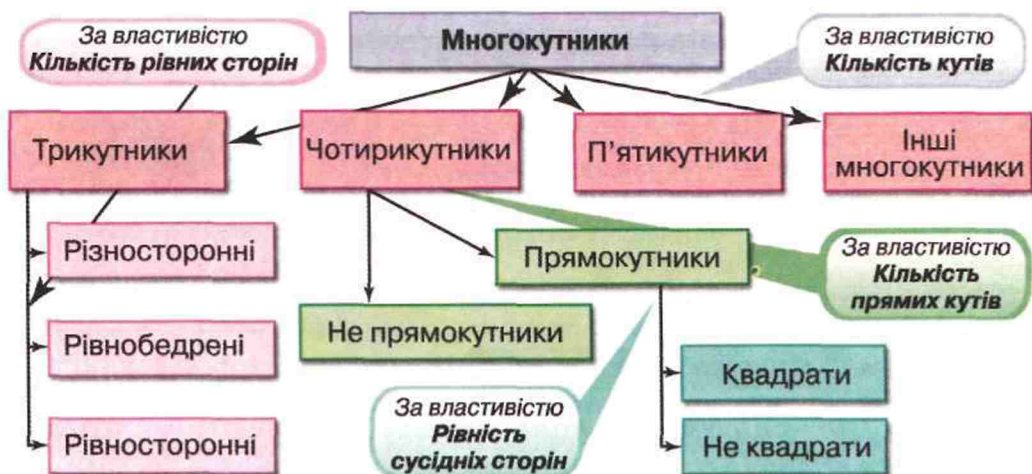 За властивістю
Кількість рівних сторін
Многокутники
За властивістю
Кількість кутів
Трикутники
Чотирикутники
П'ятикутники
Інші
многокутники
Різносторонні
Прямокутники
За властивістю
Кількість
прямих кутів
Не прямокутники
Рівнобедрені
Квадрати
За властивістю
Рівність
сусідніх сторін
Рівносторонні
Не квадрати